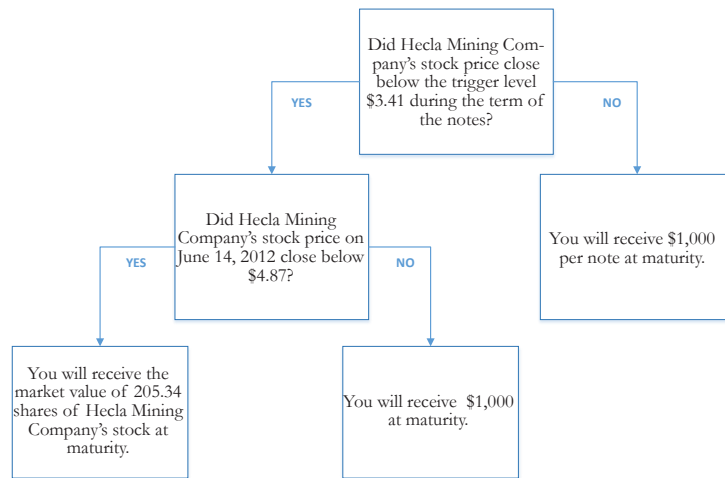 Did Hecla Mining Com-
pany's stock price close
below the trigger level
$3.41 during the term of
the notes?
YES
NO
Did Hecla Mining
Company's stock price on
June 14, 2012 close below
$4.87?
You will receive $1,000
per note at maturity.
YES
NO
You will receive the
market value of 205.34
shares of Hecla Mining
Company's stock at
maturity.
You will receive $1,000
at maturity.